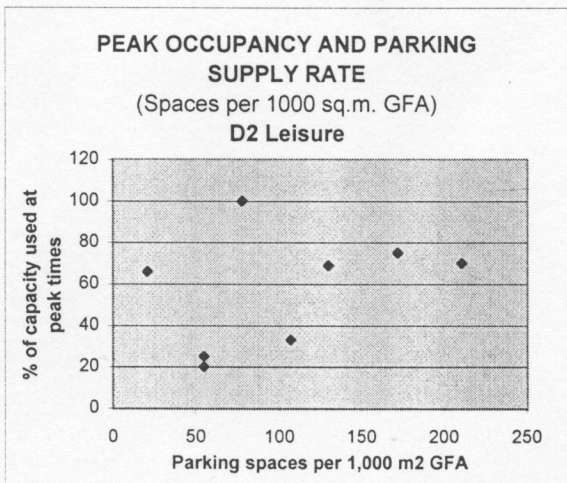 PEAK OCCUPANCY AND PARKING
SUPPLY RATE
(Spaces per 1000 sq.m. GFA)
D2 Leisure
% of capacity used at
peak times
120
100
80
60
40
20
0
0 50 100 150 200 250
Parking spaces per 1,000 m2 GFA